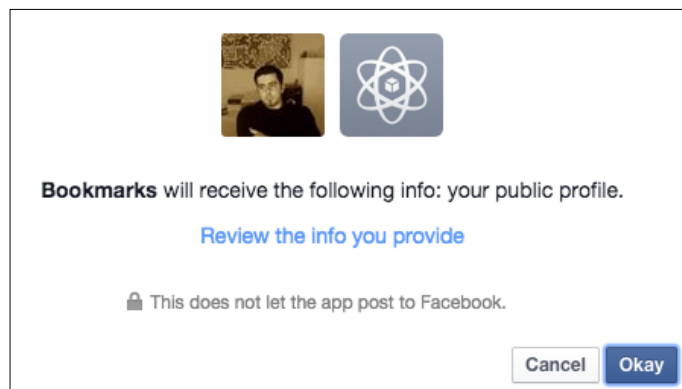 Bookmarks will receive the following info: your public profile.
Review the info you provide
This does not let the app post to Facebook.
Cancel Okay